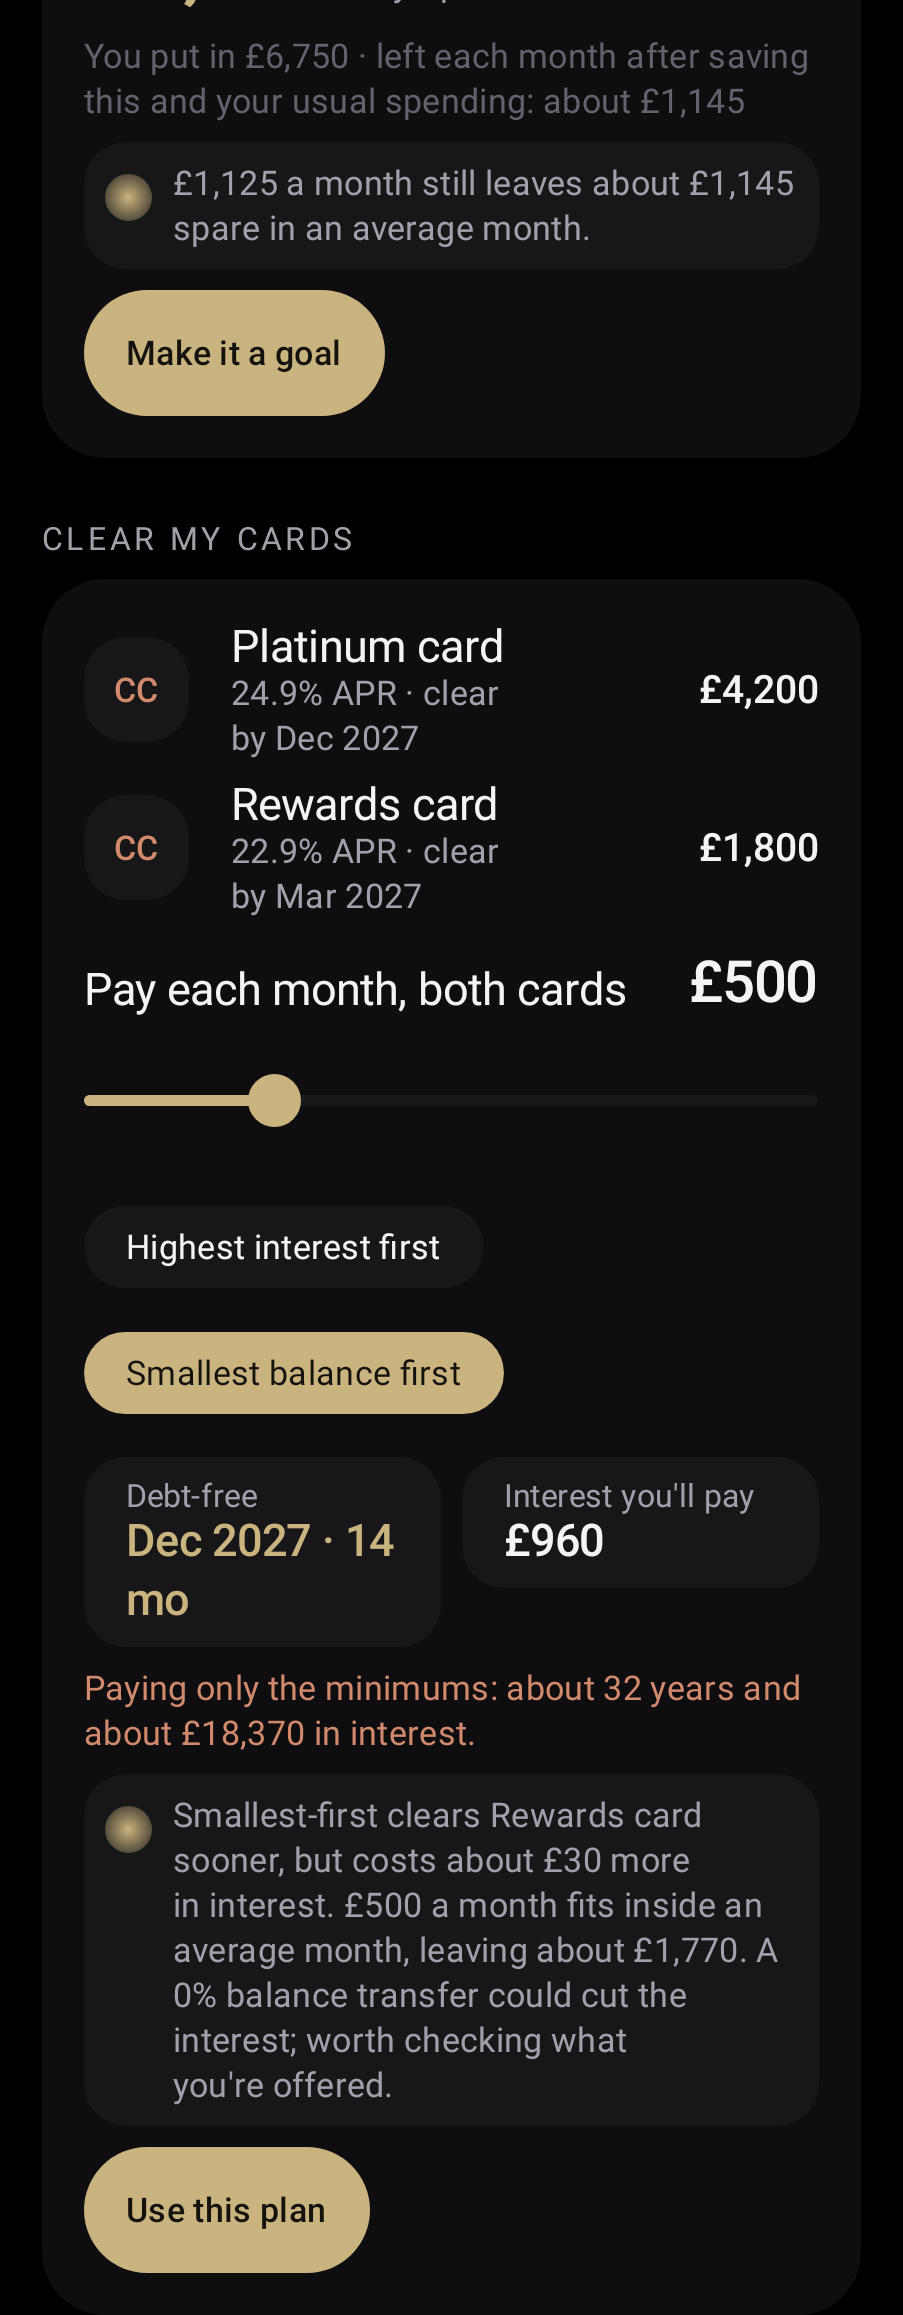 You put in £6,750 · left each month after saving
this and your usual spending: about £1,145
£1,125 a month still leaves about £1,145
spare in an average month.
Make it a goal
CLEAR MY CARDS
Platinum card
CC
24.9% APR · clear
£4,200
by Dec 2027
Rewards card
CC
22.9% APR · clear
£1,800
by Mar 2027
Pay each month, both cards £500
Highest interest first
Smallest balance first
Debt-free
Dec 2027 · 14
mo
Interest you'll pay
£960
Paying only the minimums: about 32 years and
about £18,370 in interest.
Smallest-first clears Rewards card
sooner, but costs about £30 more
in interest. £500 a month fits inside an
average month, leaving about £1,770. A
0% balance transfer could cut the
interest; worth checking what
you're offered.
Use this plan